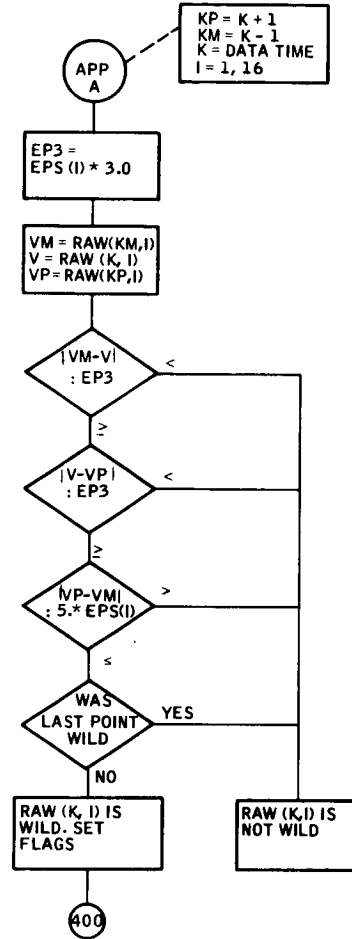 KP = K + 1
KM = K - 1
K = DATA TIME
I = 1, 16
APP
A
EP3 =
EPS (I) * 3.0
VM = RAW(KM,I)
V = RAW (K, I)
VP = RAW(KP,I)
|VM-V|
: EP3
<
≥
|V-VP|
: EP3
<
≥
|VP-VM|
: 5.* EPS(I)
>
≤
WAS
LAST POINT
WILD
YES
NO
RAW (K, I) IS
WILD. SET
FLAGS
RAW (K,I) IS
NOT WILD
400